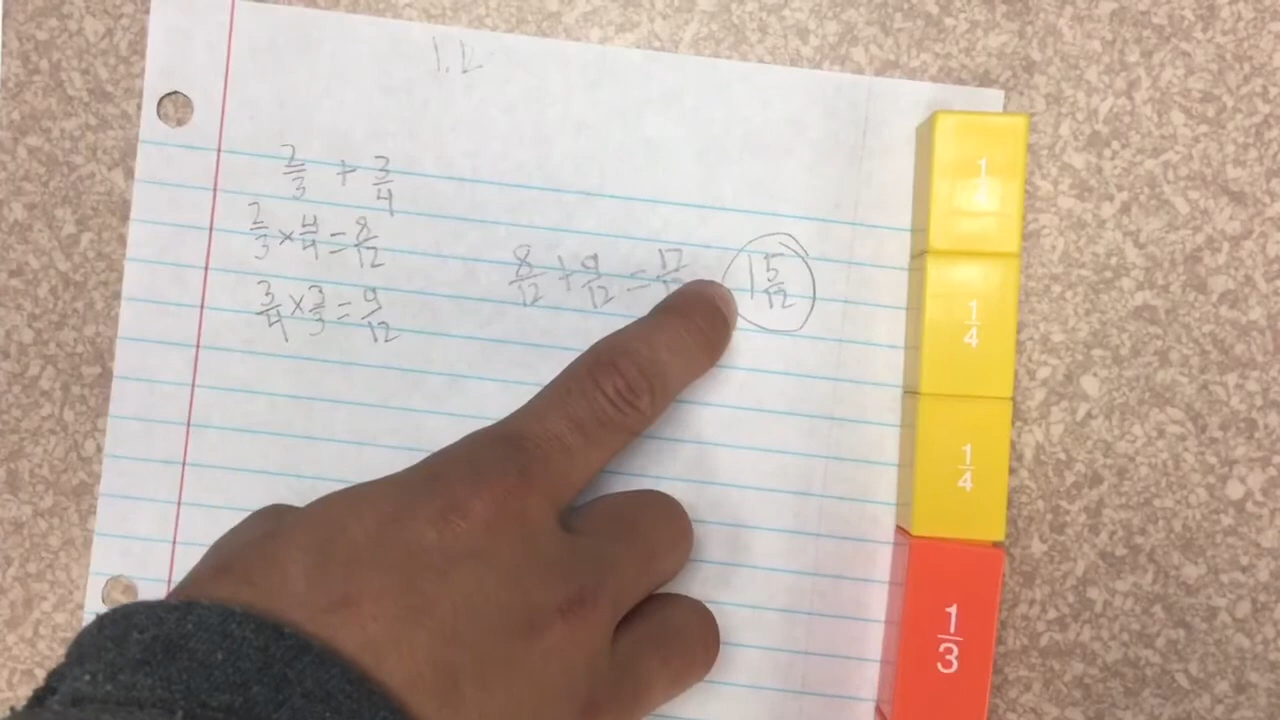 1.12
2/3 + 3/4
2/3 × 4/4 = 8/12
3/4 × 3/3 = 9/12
8/12 + 9/12 = 17/12
1 5/12
1/4
1/4
1/3